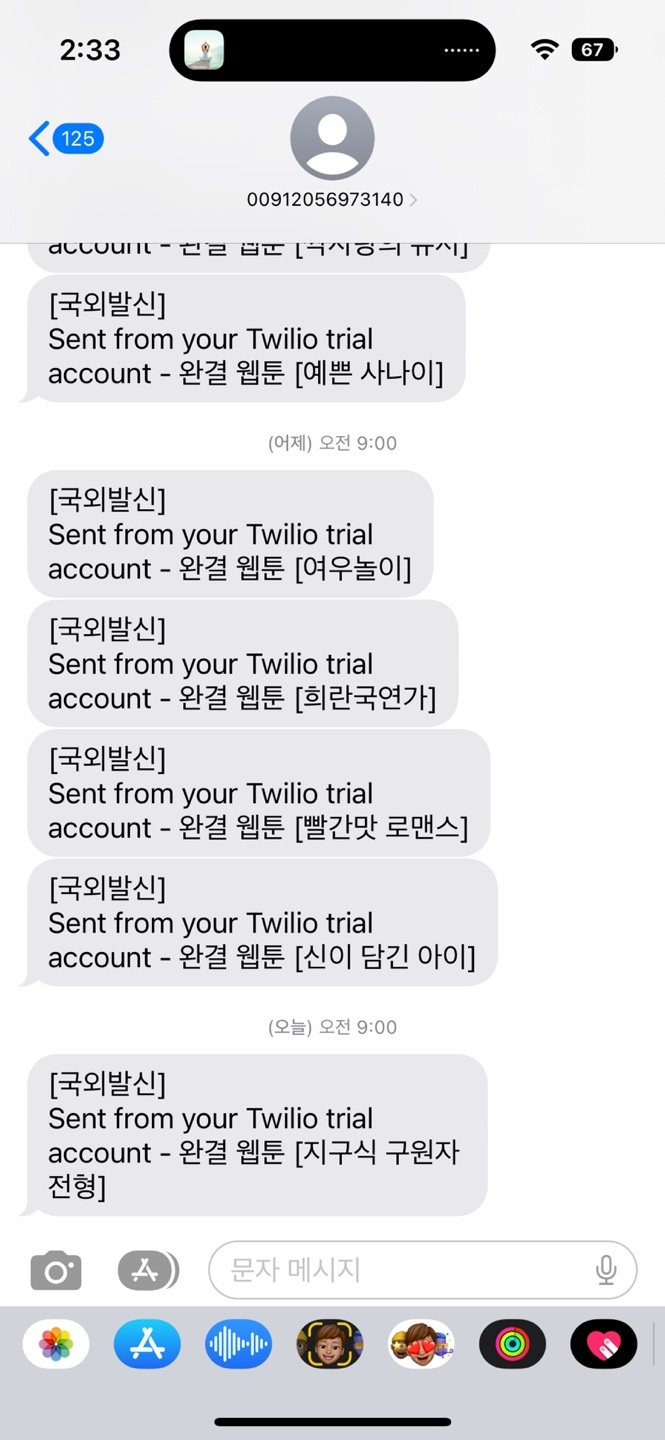 2:33
67
125
00912056973140
account - 완결 웹툰
[국외발신]
Sent from your Twilio trial
account - 완결 웹툰 [예쁜 사나이]
(어제) 오전 9:00
[국외발신]
Sent from your Twilio trial
account - 완결 웹툰 [여우놀이]
[국외발신]
Sent from your Twilio trial
account - 완결 웹툰 [희란국연가]
[국외발신]
Sent from your Twilio trial
account - 완결 웹툰 [빨간맛 로맨스]
[국외발신]
Sent from your Twilio trial
account - 완결 웹툰 [신이 담긴 아이]
(오늘) 오전 9:00
[국외발신]
Sent from your Twilio trial
account - 완결 웹툰 [지구식 구원자
전형]
문자 메시지